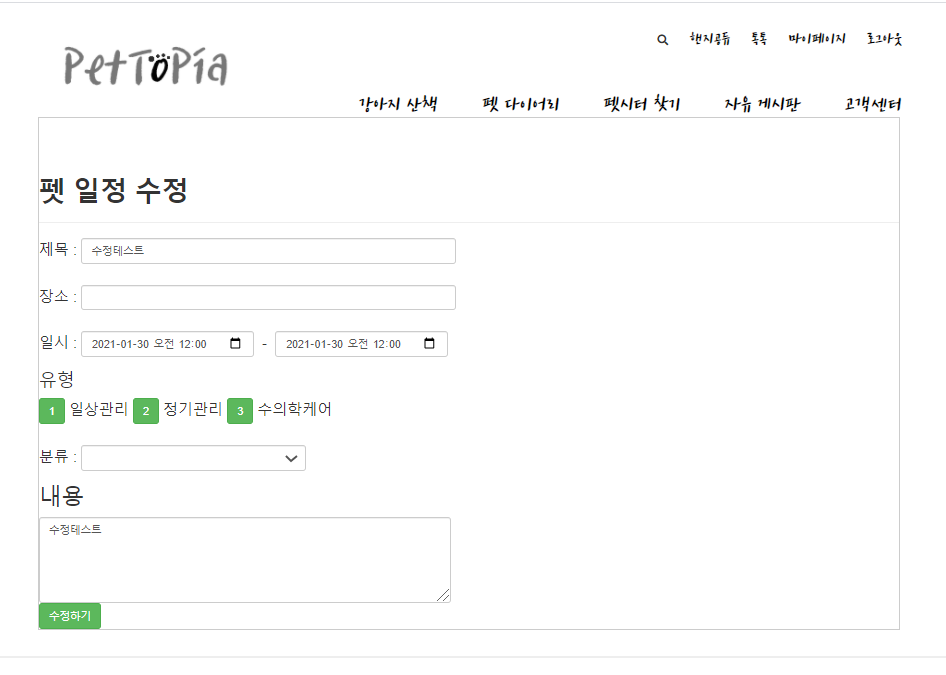 핸지공듀 톡톡 마이페이지 로그아웃
PetTöPia
강아지 산책 펫 다이어리 펫시터 찾기 자유 게시판 고객센터
펫 일정 수정
제목 : 수정테스트
장소 :
일시 : 2021-01-30 오전 12:00 - 2021-01-30 오전 12:00
유형
1 일상관리 2 정기관리 3 수의학케어
분류 :
내용
수정테스트
수정하기